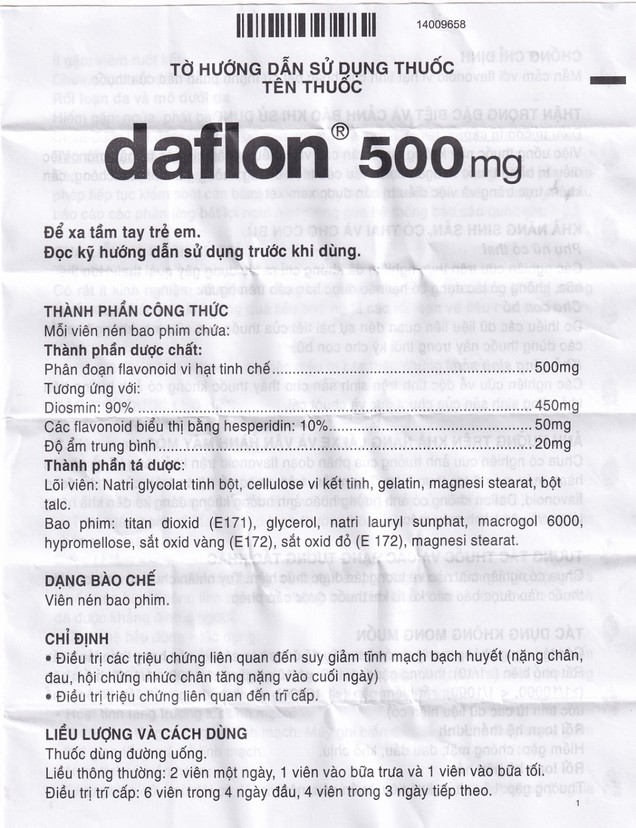 14009658
TỜ HƯỚNG DẪN SỬ DỤNG THUỐC
TÊN THUỐC
daflon® 500mg
Để xa tầm tay trẻ em.
Đọc kỹ hướng dẫn sử dụng trước khi dùng.
THÀNH PHẦN CÔNG THỨC
Mỗi viên nén bao phim chứa:
Thành phần dược chất:
Phân đoạn flavonoid vi hạt tinh chế........................................................500mg
Tương ứng với:
Diosmin: 90%........................................................................................450mg
Các flavonoid biểu thị bằng hesperidin: 10%...........................................50mg
Độ ẩm trung bình.....................................................................................20mg
Thành phần tá dược:
Lõi viên: Natri glycolat tinh bột, cellulose vi kết tinh, gelatin, magnesi stearat, bột
talc.
Bao phim: titan dioxid (E171), glycerol, natri lauryl sunphat, macrogol 6000,
hypromellose, sắt oxid vàng (E172), sắt oxid đỏ (E 172), magnesi stearat.
DẠNG BÀO CHẾ
Viên nén bao phim.
CHỈ ĐỊNH
• Điều trị các triệu chứng liên quan đến suy giảm tĩnh mạch bạch huyết (nặng chân,
đau, hội chứng nhức chân tăng nặng vào cuối ngày)
• Điều trị triệu chứng liên quan đến trĩ cấp.
LIỀU LƯỢNG VÀ CÁCH DÙNG
Thuốc dùng đường uống.
Liều thông thường: 2 viên một ngày, 1 viên vào bữa trưa và 1 viên vào bữa tối.
Điều trị trĩ cấp: 6 viên trong 4 ngày đầu, 4 viên trong 3 ngày tiếp theo.
1